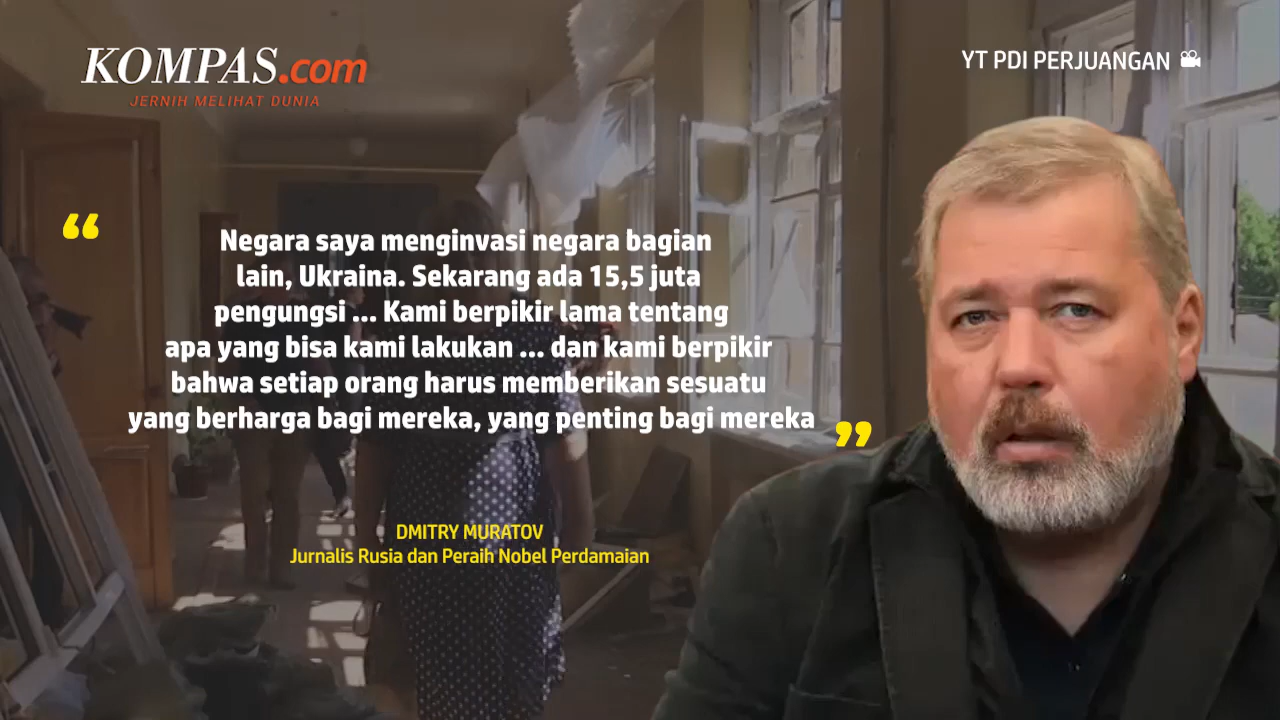 KOMPAS.com
JERNIH MELIHAT DUNIA
YT PDI PERJUANGAN
“
Negara saya menginvasi negara bagian
lain, Ukraina. Sekarang ada 15,5 juta
pengungsi ... Kami berpikir lama tentang
apa yang bisa kami lakukan ... dan kami berpikir
bahwa setiap orang harus memberikan sesuatu
yang berharga bagi mereka, yang penting bagi mereka
”
DMITRY MURATOV
Jurnalis Rusia dan Peraih Nobel Perdamaian